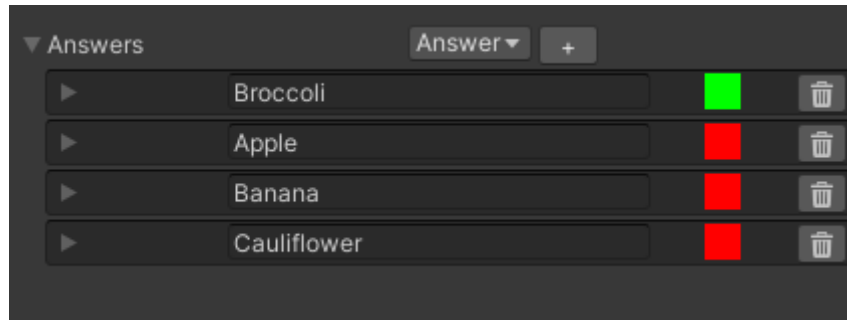 Answers Answer +
Broccoli
Apple
Banana
Cauliflower